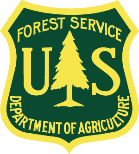 FOREST SERVICE
U S
DEPARTMENT OF AGRICULTURE